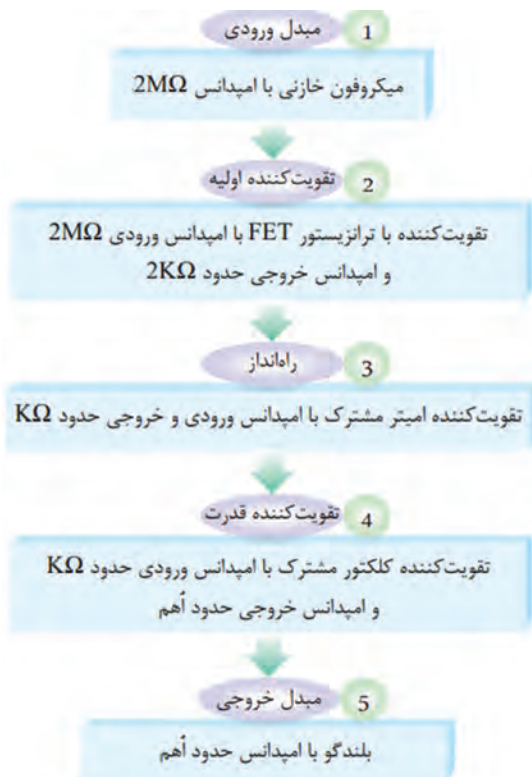 1 مبدل ورودی
میکروفون خازنی با امپدانس 2MΩ
2 تقویت‌کننده اولیه
تقویت‌کننده با ترانزیستور FET با امپدانس ورودی 2MΩ
و امپدانس خروجی حدود 2KΩ
3 راه‌انداز
تقویت‌کننده امیتر مشترک با امپدانس ورودی و خروجی حدود KΩ
4 تقویت‌کننده قدرت
تقویت‌کننده کلکتور مشترک با امپدانس ورودی حدود KΩ
و امپدانس خروجی حدود اُهم
5 مبدل خروجی
بلندگو با امپدانس حدود اُهم